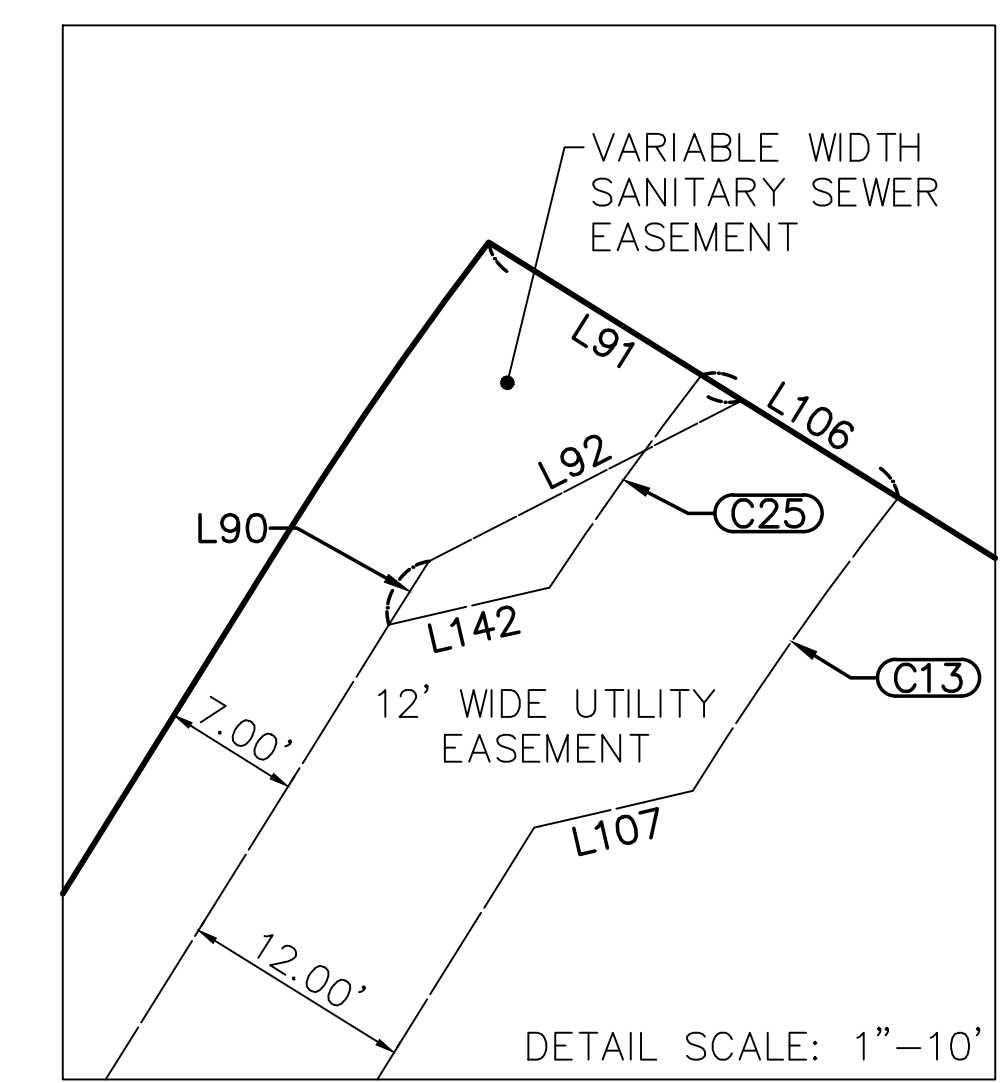 VARIABLE WIDTH
SANITARY SEWER
EASEMENT
L91
L106
L92
C25
L90
L142
C13
12' WIDE UTILITY
EASEMENT
7.00'
L107
12.00'
DETAIL SCALE: 1"-10'